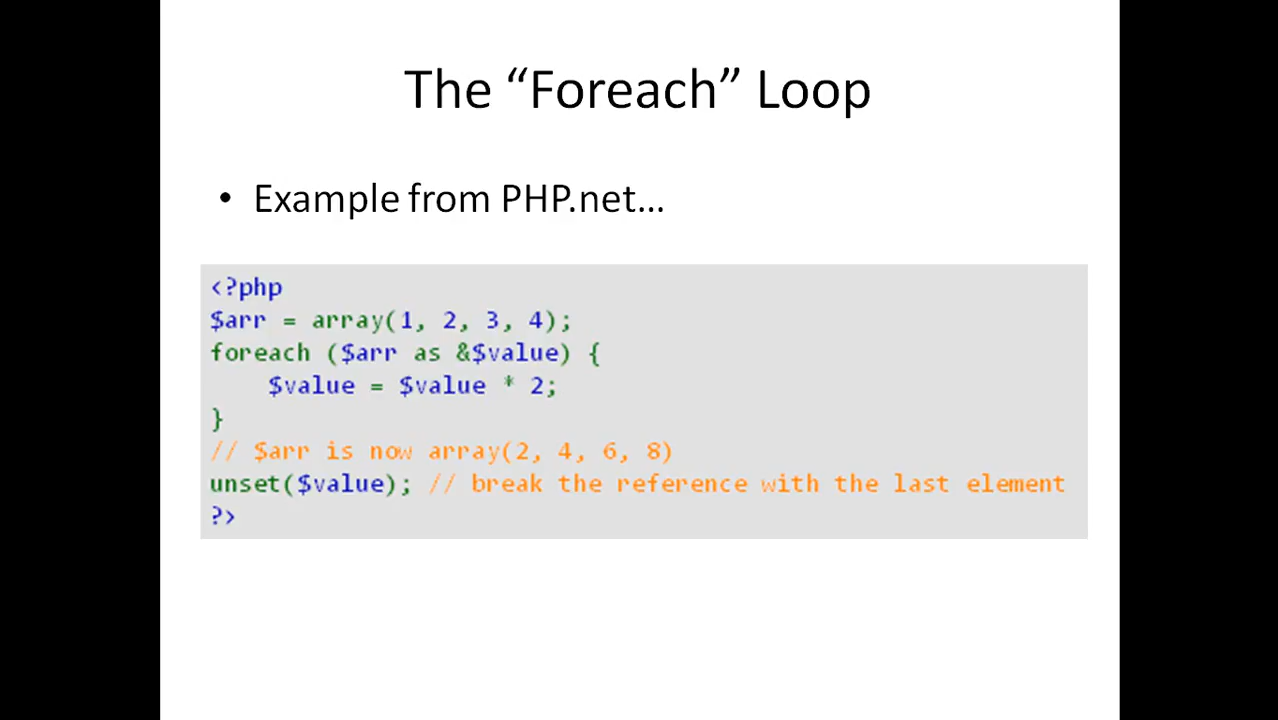 The “Foreach” Loop
• Example from PHP.net…
<?php
$arr = array(1, 2, 3, 4);
foreach ($arr as &$value) {
    $value = $value * 2;
}
// $arr is now array(2, 4, 6, 8)
unset($value); // break the reference with the last element
?>